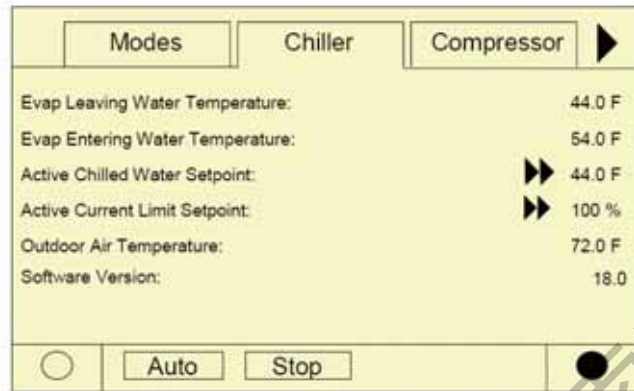 Modes Chiller Compressor
Evap Leaving Water Temperature: 44.0 F
Evap Entering Water Temperature: 54.0 F
Active Chilled Water Setpoint: 44.0 F
Active Current Limit Setpoint: 100 %
Outdoor Air Temperature: 72.0 F
Software Version: 18.0
Auto Stop